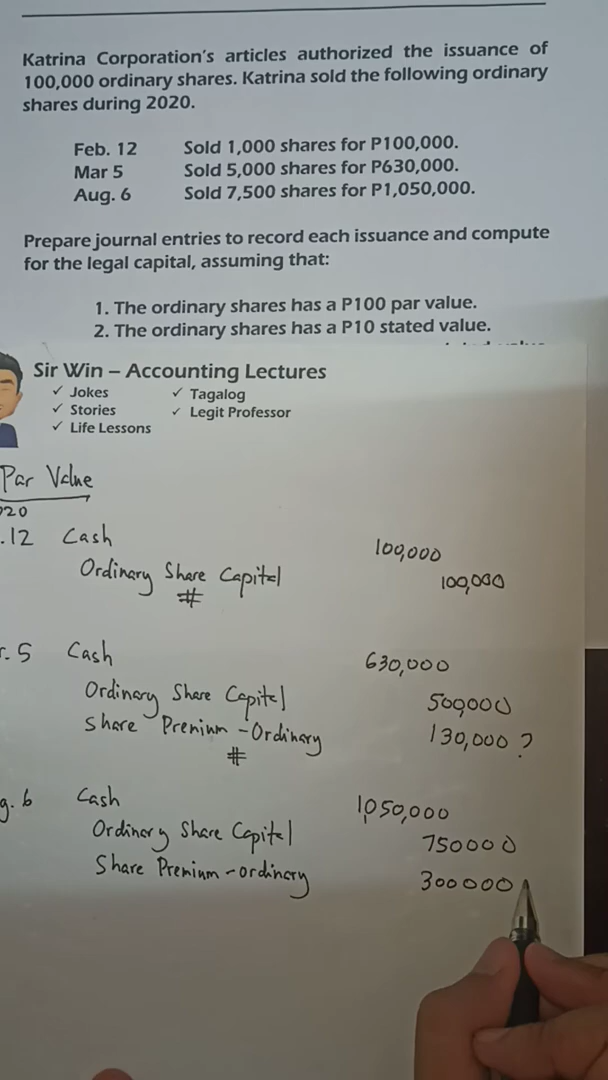 Katrina Corporation's articles authorized the issuance of
100,000 ordinary shares. Katrina sold the following ordinary
shares during 2020.
Feb. 12 Sold 1,000 shares for P100,000.
Mar 5 Sold 5,000 shares for P630,000.
Aug. 6 Sold 7,500 shares for P1,050,000.
Prepare journal entries to record each issuance and compute
for the legal capital, assuming that:
1. The ordinary shares has a P100 par value.
2. The ordinary shares has a P10 stated value.
Sir Win – Accounting Lectures
✓ Jokes ✓ Tagalog
✓ Stories ✓ Legit Professor
✓ Life Lessons
Par Value
020
.12 Cash 100,000
Ordinary Share Capital 100,000
#
r. 5 Cash 630,000
Ordinary Share Capital 500,000
Share Premium - Ordinary 130,000 ?
#
g. 6 Cash 1,050,000
Ordinary Share Capital 750000
Share Premium - ordinary 300000